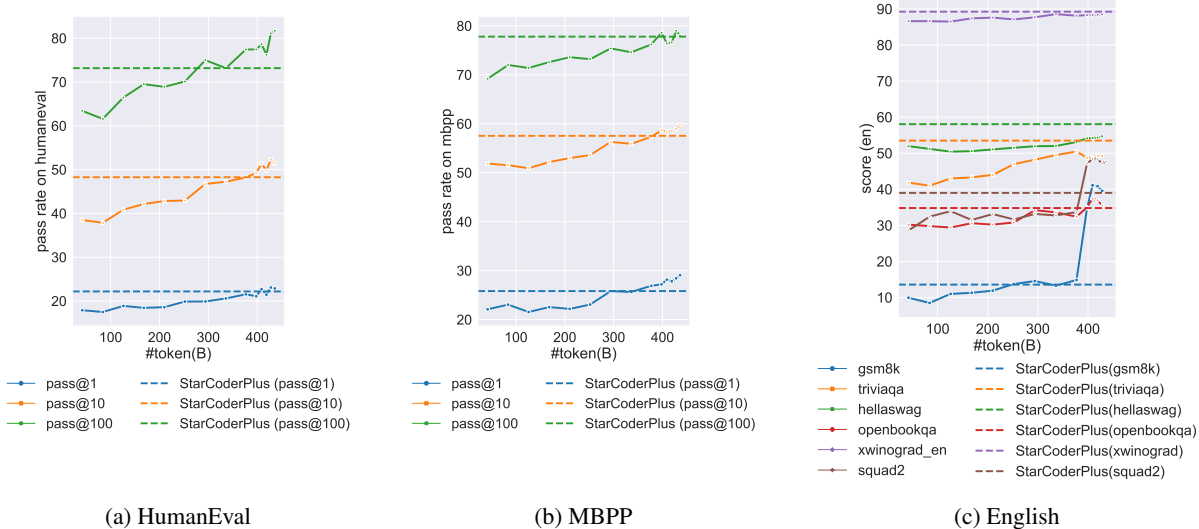 80
70
60
50
40
30
20
pass rate on humaneval
100
200
300
400
#token(B)
pass@1
StarCoderPlus (pass@1)
pass@10
StarCoderPlus (pass@10)
pass@100
StarCoderPlus (pass@100)
(a) HumanEval
80
70
60
50
40
30
20
pass rate on mbpp
100
200
300
400
#token(B)
pass@1
StarCoderPlus (pass@1)
pass@10
StarCoderPlus (pass@10)
pass@100
StarCoderPlus (pass@100)
(b) MBPP
90
80
70
60
50
40
30
20
10
score (en)
100
200
300
400
#token(B)
gsm8k
StarCoderPlus(gsm8k)
triviaqa
StarCoderPlus(triviaqa)
hellaswag
StarCoderPlus(hellaswag)
openbookqa
StarCoderPlus(openbookqa)
xwinograd_en
StarCoderPlus(xwinograd)
squad2
StarCoderPlus(squad2)
(c) English